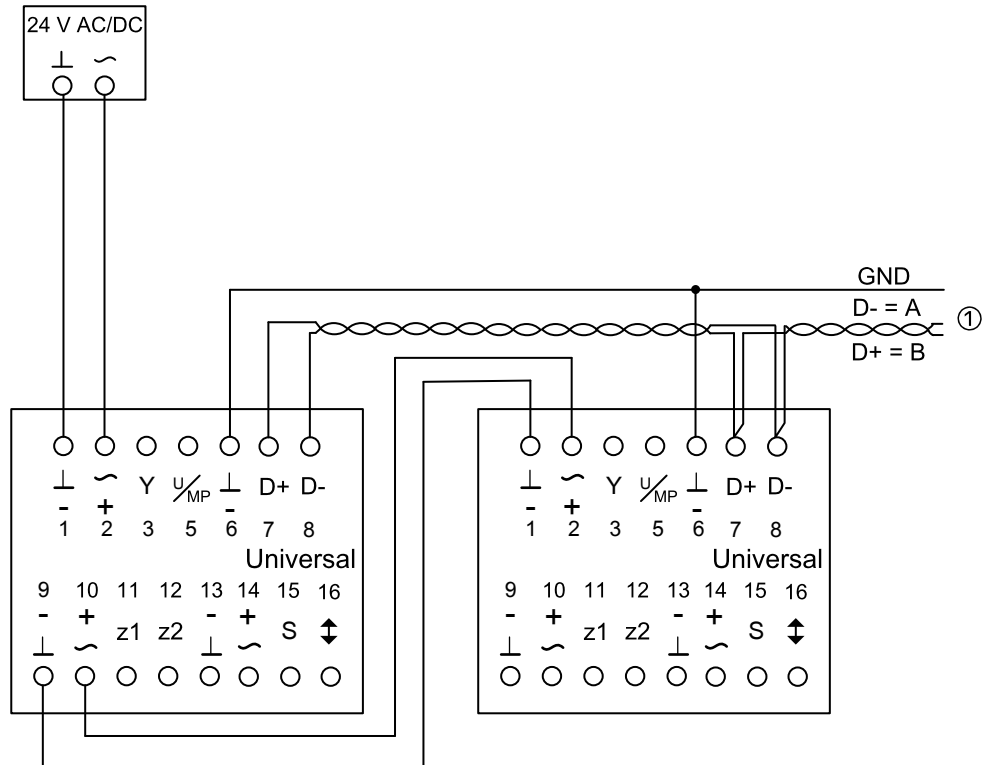 24 V AC/DC
⊥ ~
GND
D- = A
①
D+ = B
⊥ ~ Y U/MP ⊥ D+ D-
- + -
1 2 3 5 6 7 8
Universal
9 10 11 12 13 14 15 16
- + z1 z2 - + S ↕
⊥ ~ ⊥ ~
⊥ ~ Y U/MP ⊥ D+ D-
- + -
1 2 3 5 6 7 8
Universal
9 10 11 12 13 14 15 16
- + z1 z2 - + S ↕
⊥ ~ ⊥ ~